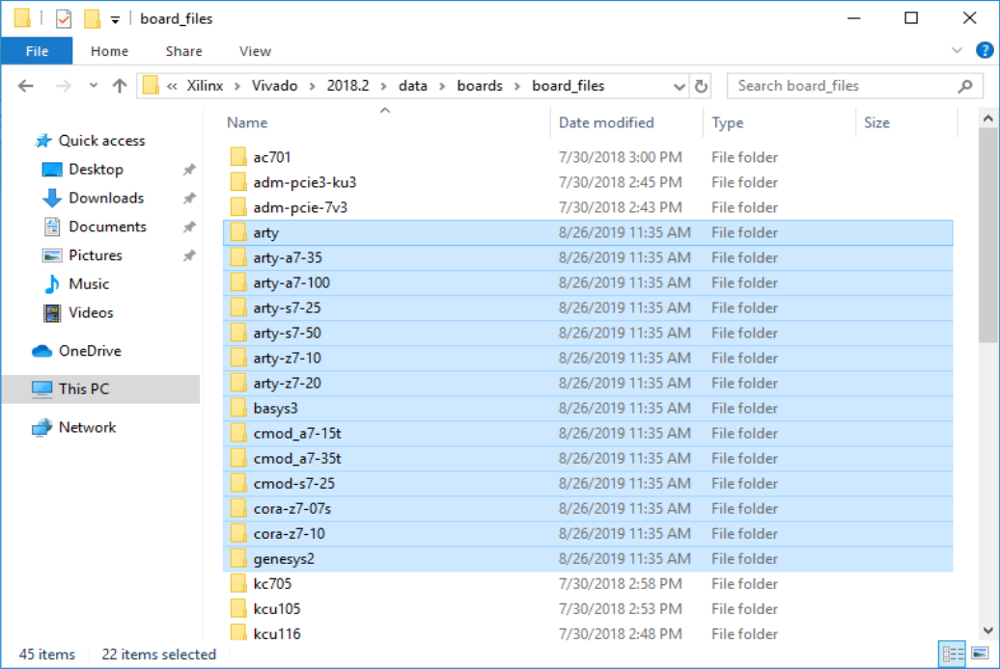 board_files
File Home Share View
« Xilinx > Vivado > 2018.2 > data > boards > board_files
Search board_files
Quick access
Desktop
Downloads
Documents
Pictures
Music
Videos
OneDrive
This PC
Network
Name Date modified Type Size
ac701 7/30/2018 3:00 PM File folder
adm-pcie3-ku3 7/30/2018 2:45 PM File folder
adm-pcie-7v3 7/30/2018 2:43 PM File folder
arty 8/26/2019 11:35 AM File folder
arty-a7-35 8/26/2019 11:35 AM File folder
arty-a7-100 8/26/2019 11:35 AM File folder
arty-s7-25 8/26/2019 11:35 AM File folder
arty-s7-50 8/26/2019 11:35 AM File folder
arty-z7-10 8/26/2019 11:35 AM File folder
arty-z7-20 8/26/2019 11:35 AM File folder
basys3 8/26/2019 11:35 AM File folder
cmod_a7-15t 8/26/2019 11:35 AM File folder
cmod_a7-35t 8/26/2019 11:35 AM File folder
cmod-s7-25 8/26/2019 11:35 AM File folder
cora-z7-07s 8/26/2019 11:35 AM File folder
cora-z7-10 8/26/2019 11:35 AM File folder
genesys2 8/26/2019 11:35 AM File folder
kc705 7/30/2018 2:58 PM File folder
kcu105 7/30/2018 2:53 PM File folder
kcu116 7/30/2018 2:48 PM File folder
45 items 22 items selected